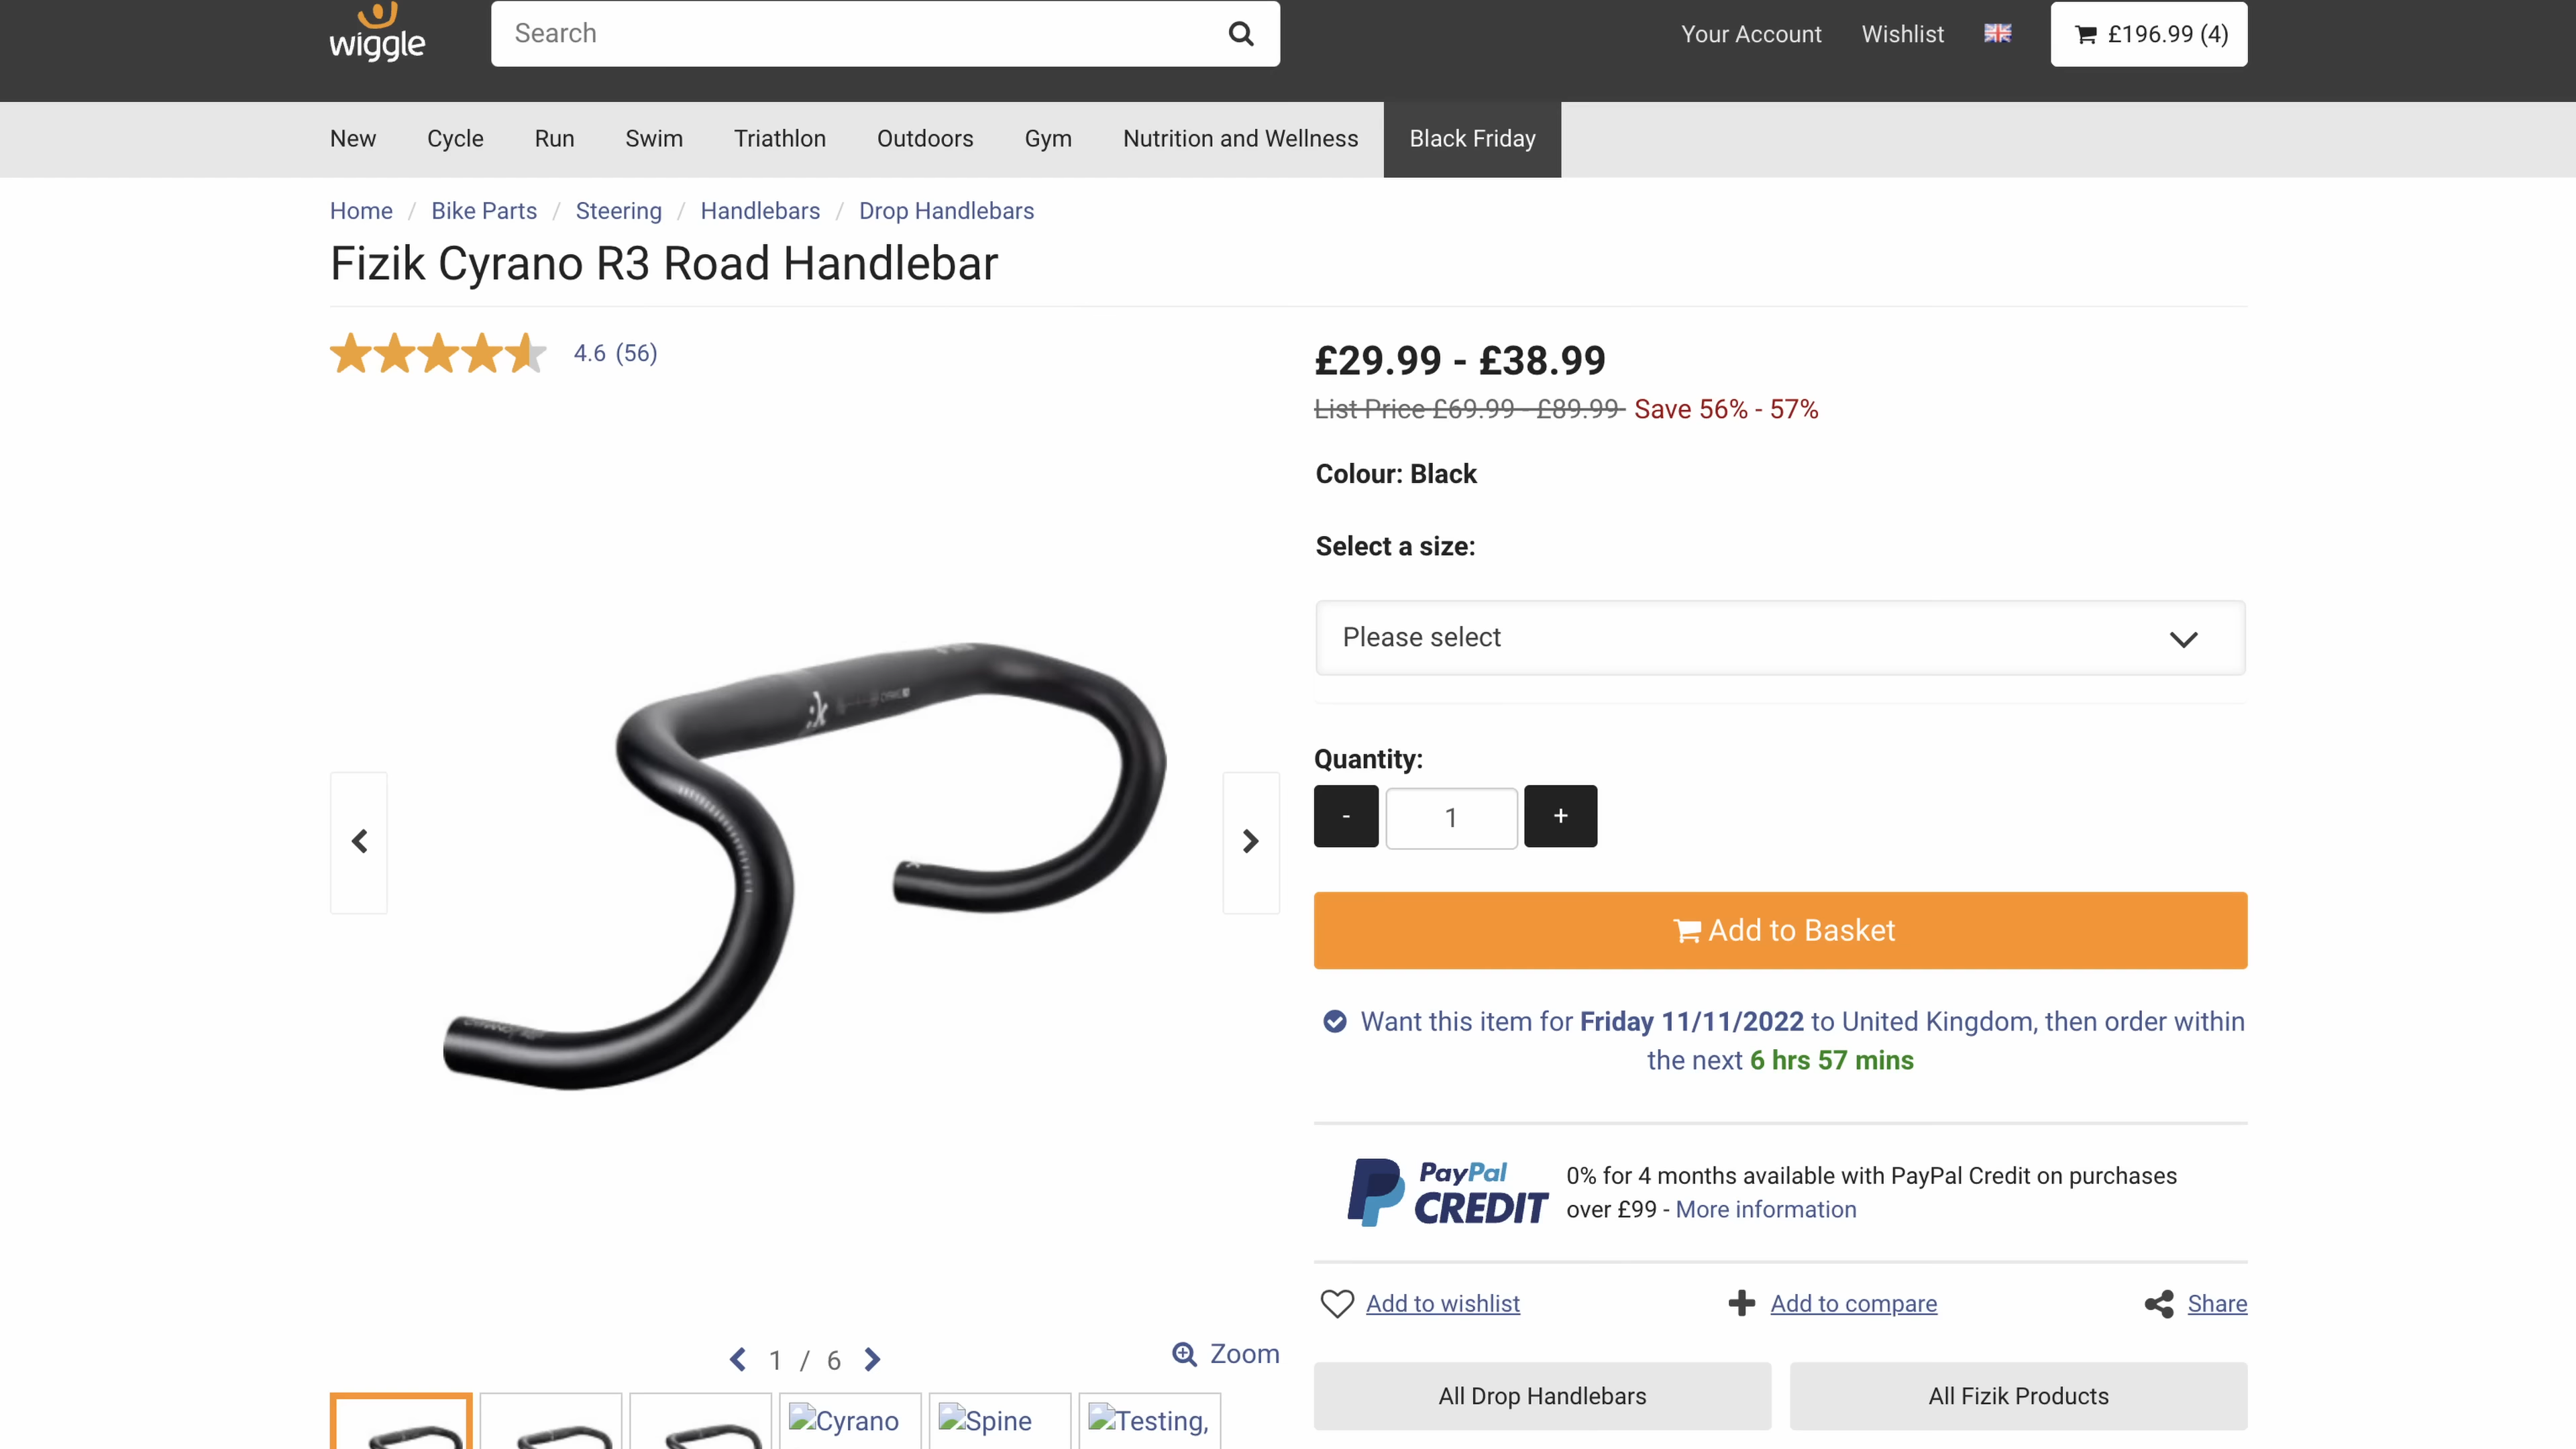 wiggle
Search
Your Account
Wishlist
£196.99 (4)
New
Cycle
Run
Swim
Triathlon
Outdoors
Gym
Nutrition and Wellness
Black Friday
Home / Bike Parts / Steering / Handlebars / Drop Handlebars
Fizik Cyrano R3 Road Handlebar
4.6 (56)
£29.99 - £38.99
List Price £69.99 - £89.99 Save 56% - 57%
Colour: Black
Select a size:
Please select
Quantity:
- 1 +
Add to Basket
Want this item for Friday 11/11/2022 to United Kingdom, then order within
the next 6 hrs 57 mins
PayPal
CREDIT
0% for 4 months available with PayPal Credit on purchases
over £99 - More information
Add to wishlist
Add to compare
Share
1 / 6
Zoom
All Drop Handlebars
All Fizik Products
Cyrano
Spine
Testing,